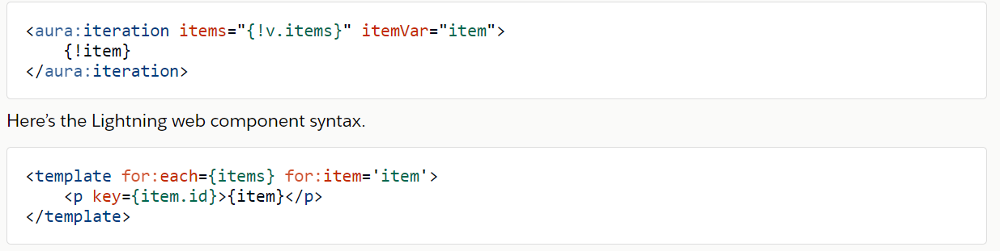 <aura:iteration items="{!v.items}" itemVar="item">
{!item}
</aura:iteration>
Here’s the Lightning web component syntax.
<template for:each={items} for:item='item'>
<p key={item.id}>{item}</p>
</template>